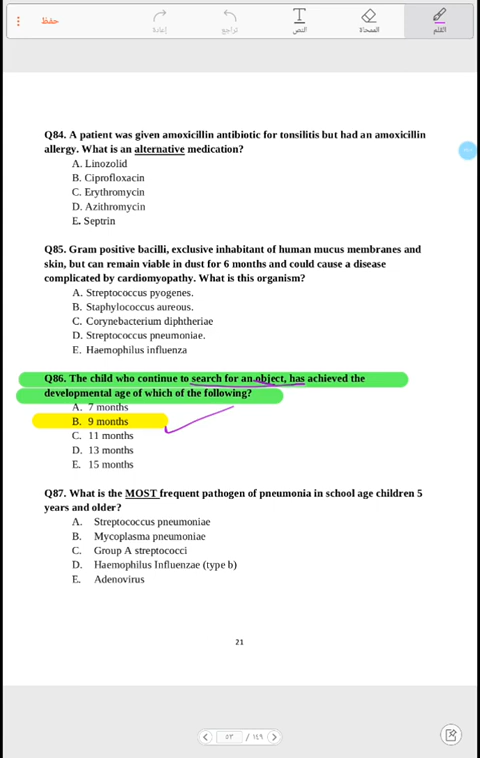 حفظ
إعادة
تراجع
النص
الممحاة
القلم
Q84. A patient was given amoxicillin antibiotic for tonsilitis but had an amoxicillin
allergy. What is an alternative medication?
A. Linozolid
B. Ciprofloxacin
C. Erythromycin
D. Azithromycin
E. Septrin
Q85. Gram positive bacilli, exclusive inhabitant of human mucus membranes and
skin, but can remain viable in dust for 6 months and could cause a disease
complicated by cardiomyopathy. What is this organism?
A. Streptococcus pyogenes.
B. Staphylococcus aureous.
C. Corynebacterium diphtheriae
D. Streptococcus pneumoniae.
E. Haemophilus influenza
Q86. The child who continue to search for an object, has achieved the
developmental age of which of the following?
A. 7 months
B. 9 months
C. 11 months
D. 13 months
E. 15 months
Q87. What is the MOST frequent pathogen of pneumonia in school age children 5
years and older?
A. Streptococcus pneumoniae
B. Mycoplasma pneumoniae
C. Group A streptococci
D. Haemophilus Influenzae (type b)
E. Adenovirus
21
٥٣ / ١٤٩